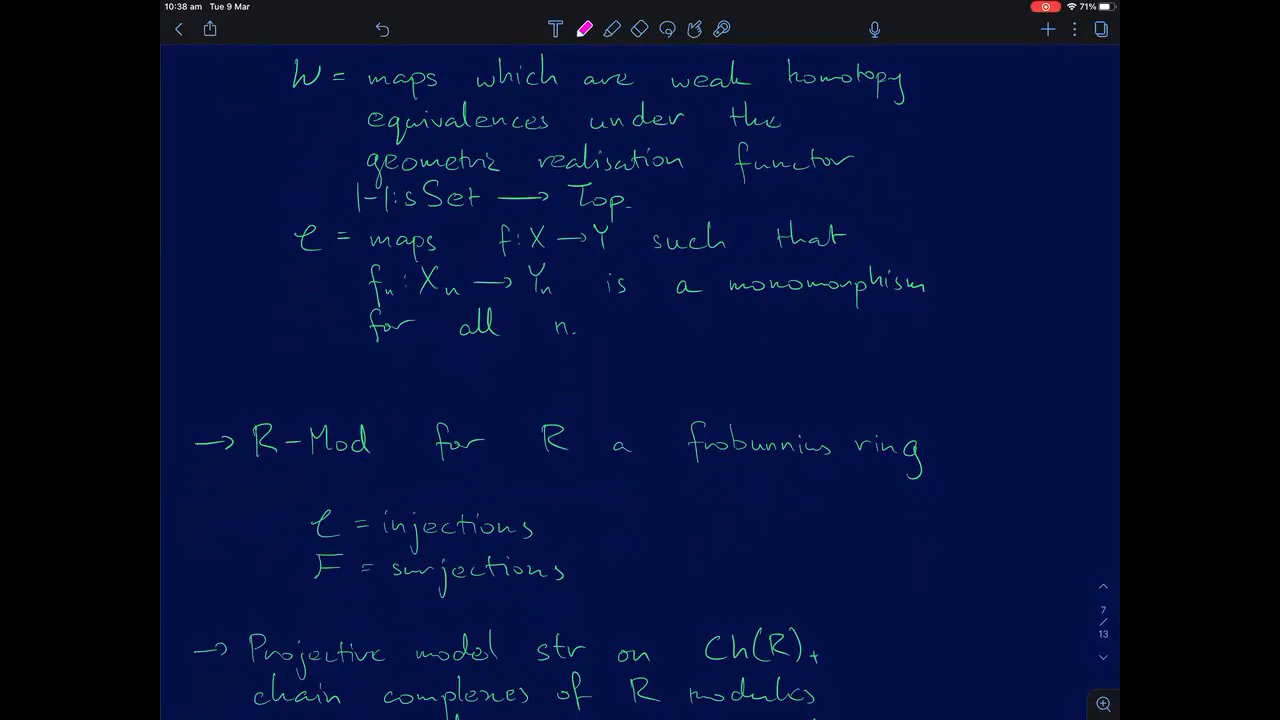 10:38 am Tue 9 Mar
71%
W = maps which are weak homotopy
equivalences under the
geometric realisation functor
|-|: sSet → Top.
C = maps f: X → Y such that
fₙ: Xₙ → Yₙ is a monomorphism
for all n.
→ R-Mod for R a frobunnius ring
C = injections
F = surjections
→ Projective model str on Ch(R)₊
chain complexes of R modules
7
/
13